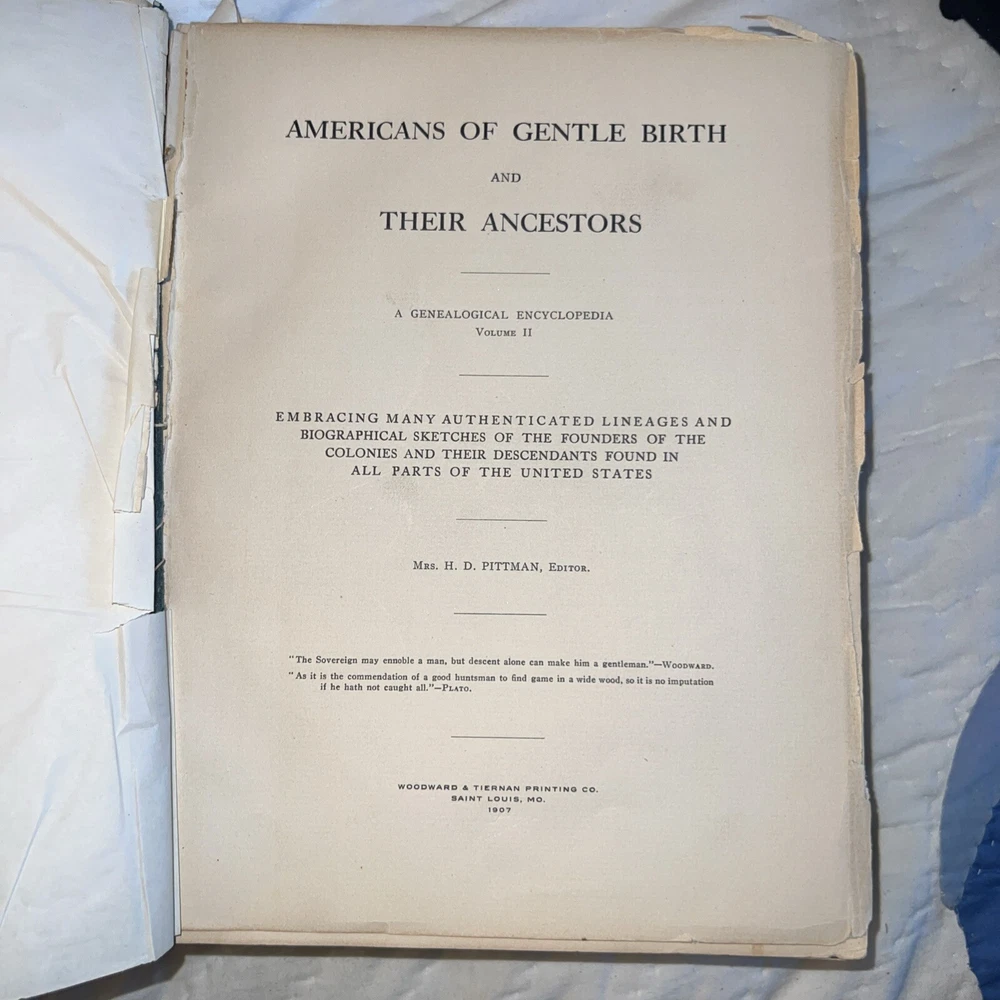 AMERICANS OF GENTLE BIRTH
AND
THEIR ANCESTORS
A GENEALOGICAL ENCYCLOPEDIA
VOLUME II
EMBRACING MANY AUTHENTICATED LINEAGES AND
BIOGRAPHICAL SKETCHES OF THE FOUNDERS OF THE
COLONIES AND THEIR DESCENDANTS FOUND IN
ALL PARTS OF THE UNITED STATES
MRS. H. D. PITTMAN, EDITOR.
"The Sovereign may ennoble a man, but descent alone can make him a gentleman."—WOODWARD.
"As it is the commendation of a good huntsman to find game in a wide wood, so it is no imputation
if he hath not caught all."—PLATO.
WOODWARD & TIERNAN PRINTING CO.
SAINT LOUIS, MO.
1907